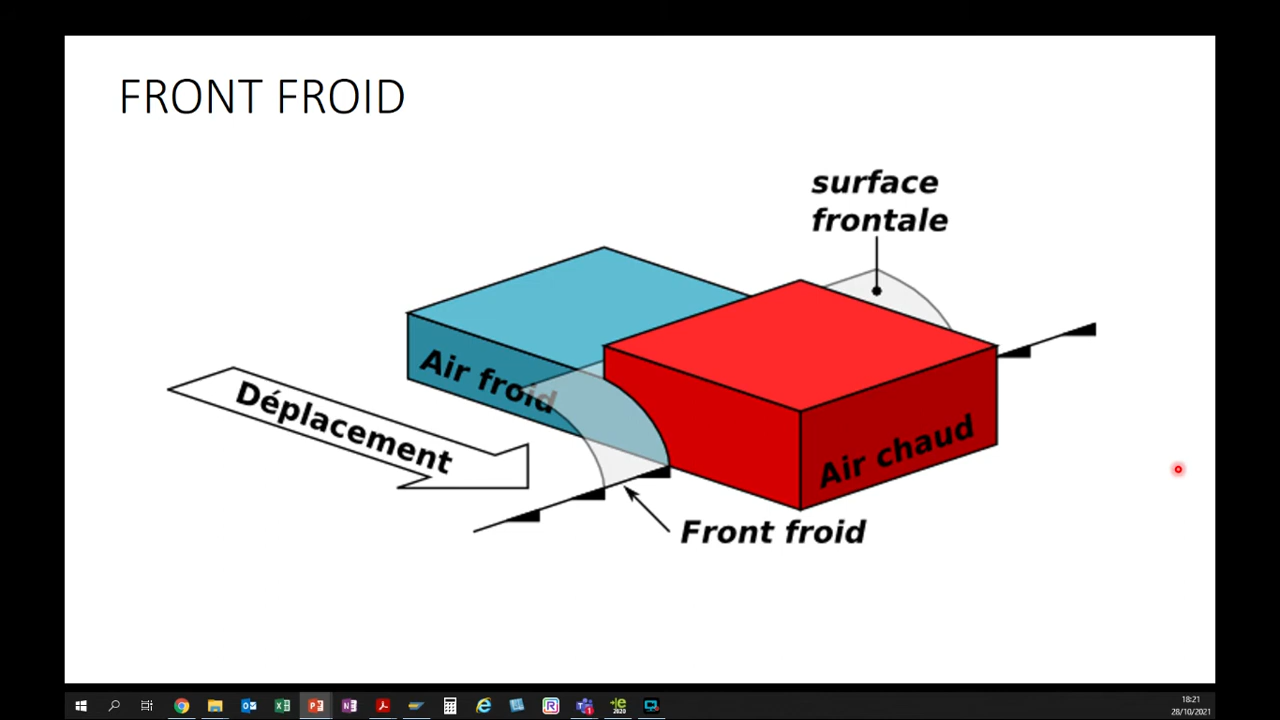 FRONT FROID
surface
frontale
Air froid
Déplacement
Air chaud
Front froid
18:21
28/10/2021